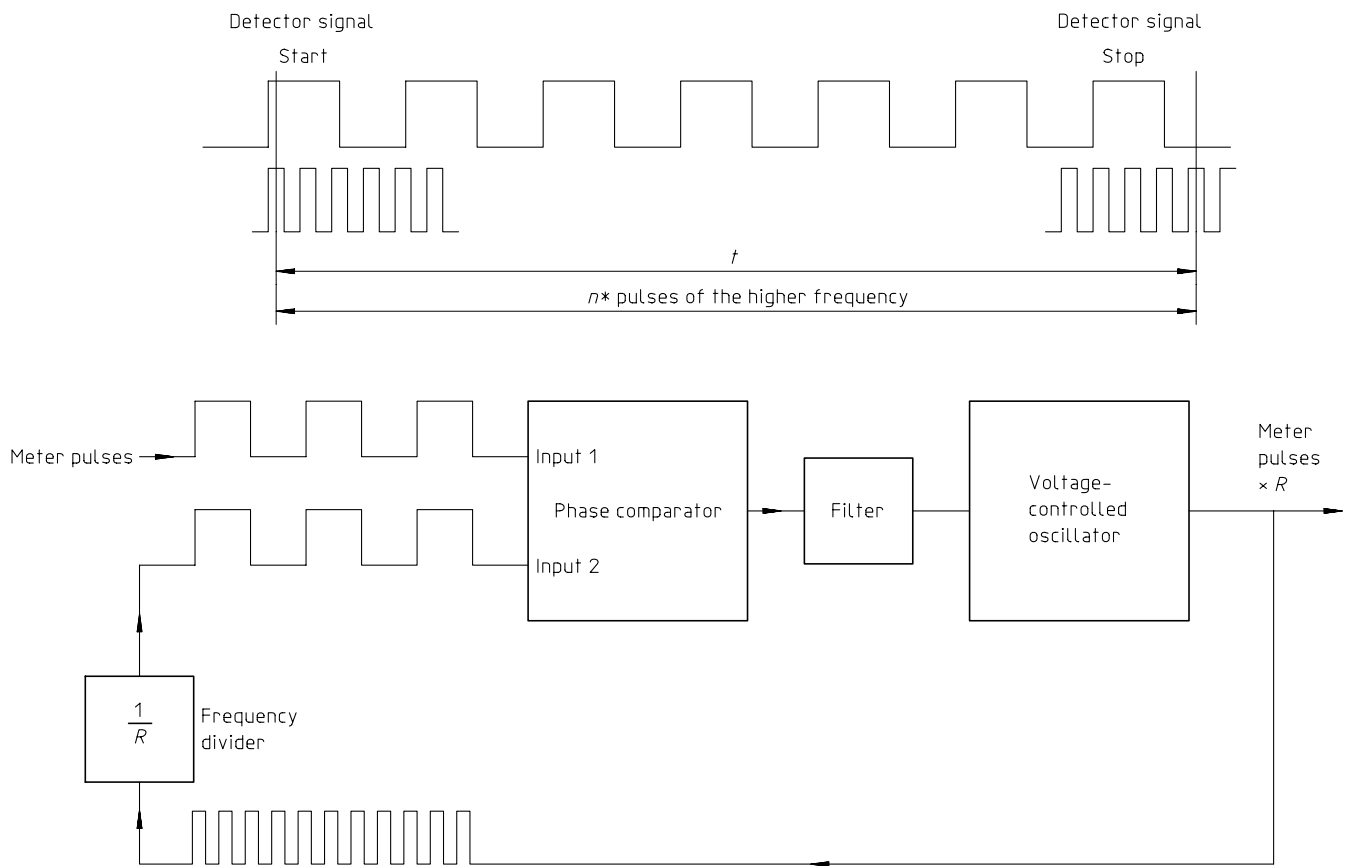 Detector signal
Start
Detector signal
Stop
t
n* pulses of the higher frequency
Meter pulses
Input 1
Phase comparator
Input 2
Filter
Voltage-
controlled
oscillator
Meter
pulses
× R
1
R
Frequency
divider